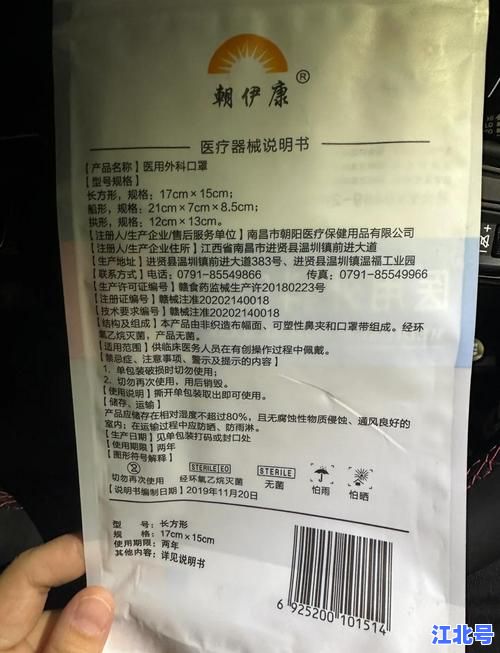 朝伊康®
医疗器械说明书
【产品名称】医用外科口罩
【型号规格】
长方形，规格：17cm×15cm；
船形，规格：21cm×7cm×8.5cm；
拱形，规格：12cm×13cm。
【注册人/生产企业/售后服务单位】南昌市朝阳医疗保健用品有限公司
【注册人/生产企业住所】江西省南昌市进贤县温圳镇前进大道
【生产地址】进贤县温圳镇前进大道383号、进贤县温圳镇温福工业园
【联系方式】电话：0791-85549866 传真：0791-85549966
【生产许可证编号】赣食药监械生产许20180223号
【注册证编号】赣械注准20202140018
【技术要求编号】赣械注准20202140018
【结构及组成】本产品由非织造布幅面、可塑性鼻夹和口罩带组成。经环
氧乙烷灭菌，产品无菌。
【适用范围】供临床医务人员在有创操作过程中佩戴。
【禁忌症、注意事项、警示及提示的内容】
1．单包装破损时切勿使用；
2．切勿再次使用，用后销毁。
【使用说明】撕开单包装取出即可使用。
【储存、运输】
产品应储存在相对湿度不超过80%，且无腐蚀性物质侵蚀、通风良好的
室内；在运输过程中应防晒、防雨淋。
【生产日期】见单包装打码或封口处
【使用期限】两年
【图形符号解释】
STERILE EO STERILE
切勿再次使用 经环氧乙烷灭菌 无菌 怕雨 怕晒
【说明书编制日期】2019年11月20日
型 号：长方形
规 格：17cm×15cm
使用期限：两年
其他内容：详见说明书
6 925200 101514
江北号